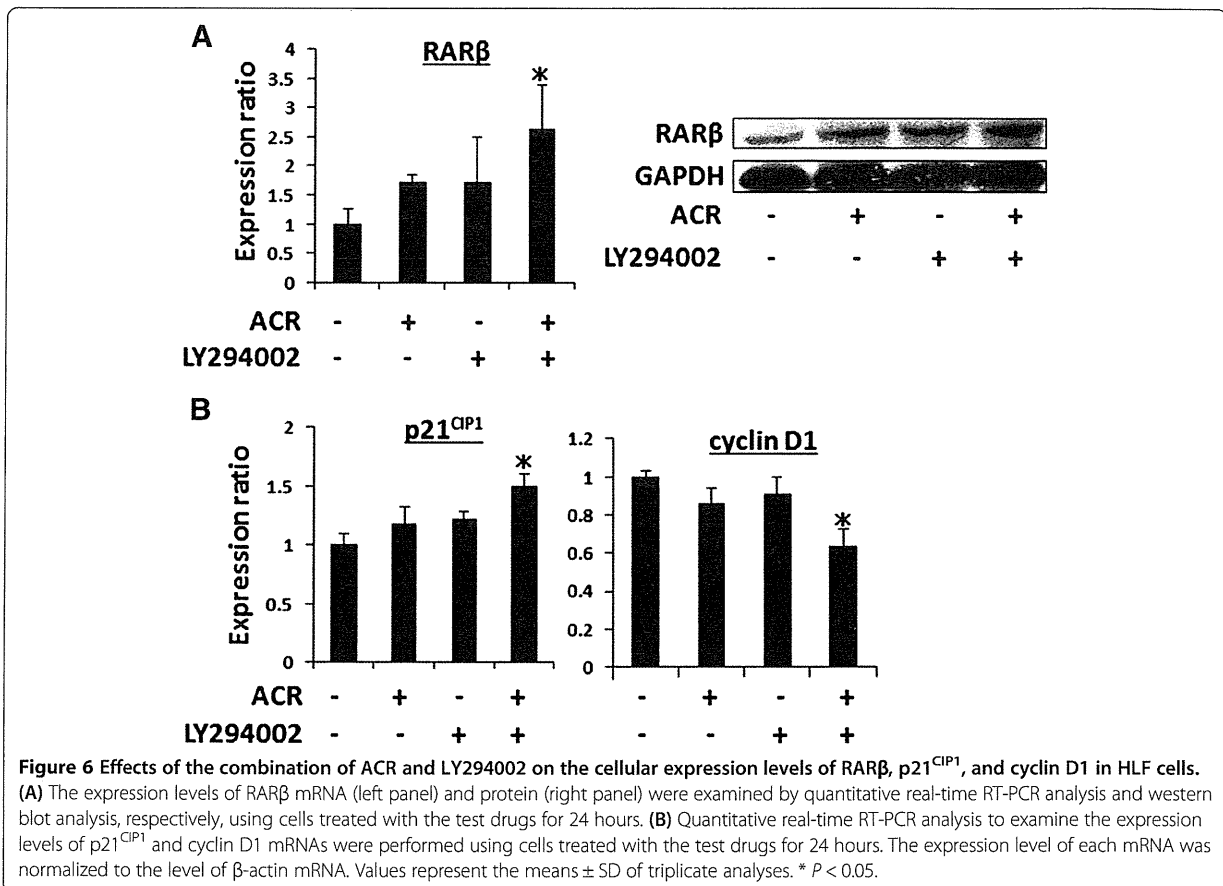 A
RARβ
Expression ratio
4
3.5
3
2.5
2
1.5
1
0.5
0
*
ACR - + - +
LY294002 - - + +
RARβ
GAPDH
ACR - + - +
LY294002 - - + +
B
p21CIP1
Expression ratio
2
1.5
1
0.5
0
*
ACR - + - +
LY294002 - - + +
cyclin D1
1.2
1
0.8
0.6
0.4
0.2
0
*
- + - +
- - + +
Figure 6 Effects of the combination of ACR and LY294002 on the cellular expression levels of RARβ, p21CIP1, and cyclin D1 in HLF cells.
(A) The expression levels of RARβ mRNA (left panel) and protein (right panel) were examined by quantitative real-time RT-PCR analysis and western
blot analysis, respectively, using cells treated with the test drugs for 24 hours. (B) Quantitative real-time RT-PCR analysis to examine the expression
levels of p21CIP1 and cyclin D1 mRNAs were performed using cells treated with the test drugs for 24 hours. The expression level of each mRNA was
normalized to the level of β-actin mRNA. Values represent the means ± SD of triplicate analyses. * P < 0.05.